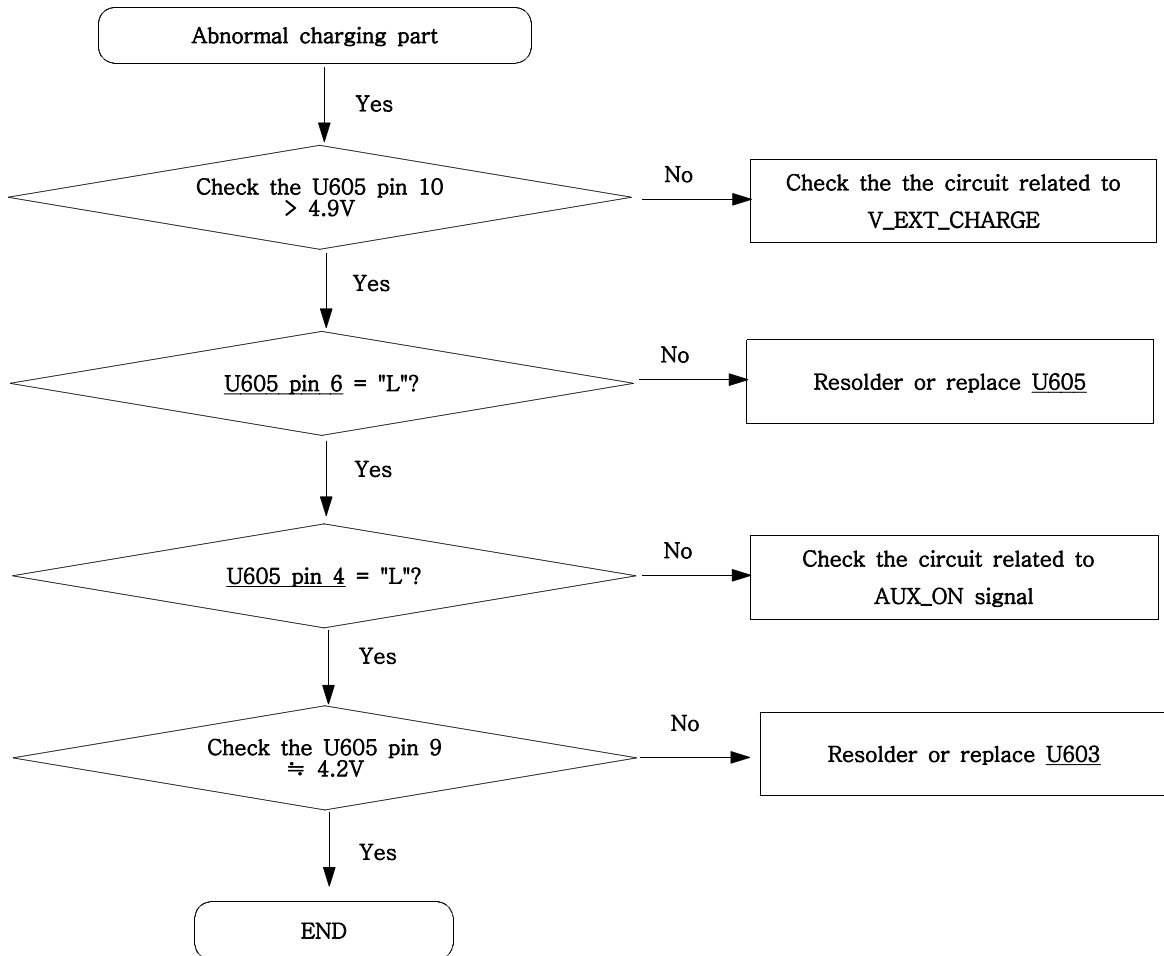 Abnormal charging part
Yes
Check the U605 pin 10
> 4.9V
No
Check the the circuit related to
V_EXT_CHARGE
Yes
U605 pin 6 = "L"?
No
Resolder or replace U605
Yes
U605 pin 4 = "L"?
No
Check the circuit related to
AUX_ON signal
Yes
Check the U605 pin 9
≒ 4.2V
No
Resolder or replace U603
Yes
END